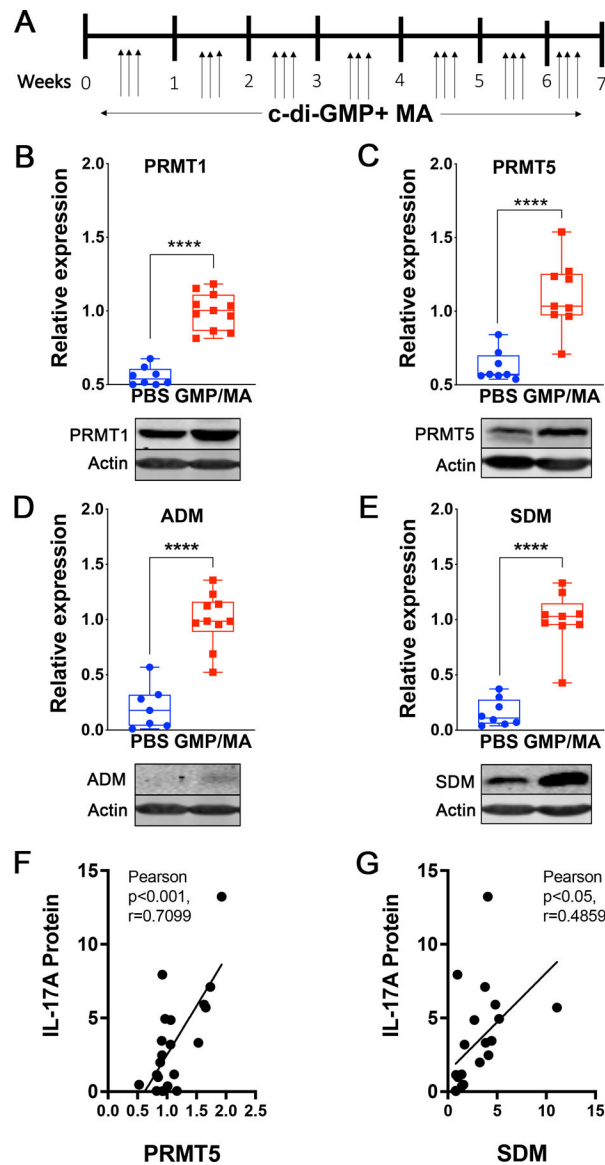 A
Weeks 0 1 2 3 4 5 6 7
c-di-GMP+ MA
B
PRMT1
Relative expression
2.0
1.5
1.0
0.5
****
PBS GMP/MA
PRMT1
Actin
C
PRMT5
Relative expression
2.0
1.5
1.0
0.5
****
PBS GMP/MA
PRMT5
Actin
D
ADM
Relative expression
2.0
1.5
1.0
0.5
0.0
****
PBS GMP/MA
ADM
Actin
E
SDM
Relative expression
2.0
1.5
1.0
0.5
0.0
****
PBS GMP/MA
SDM
Actin
F
IL-17A Protein
15
10
5
0
Pearson
p<0.001,
r=0.7099
0.0 0.5 1.0 1.5 2.0 2.5
PRMT5
G
IL-17A Protein
15
10
5
0
Pearson
p<0.05,
r=0.4859
0 5 10 15
SDM